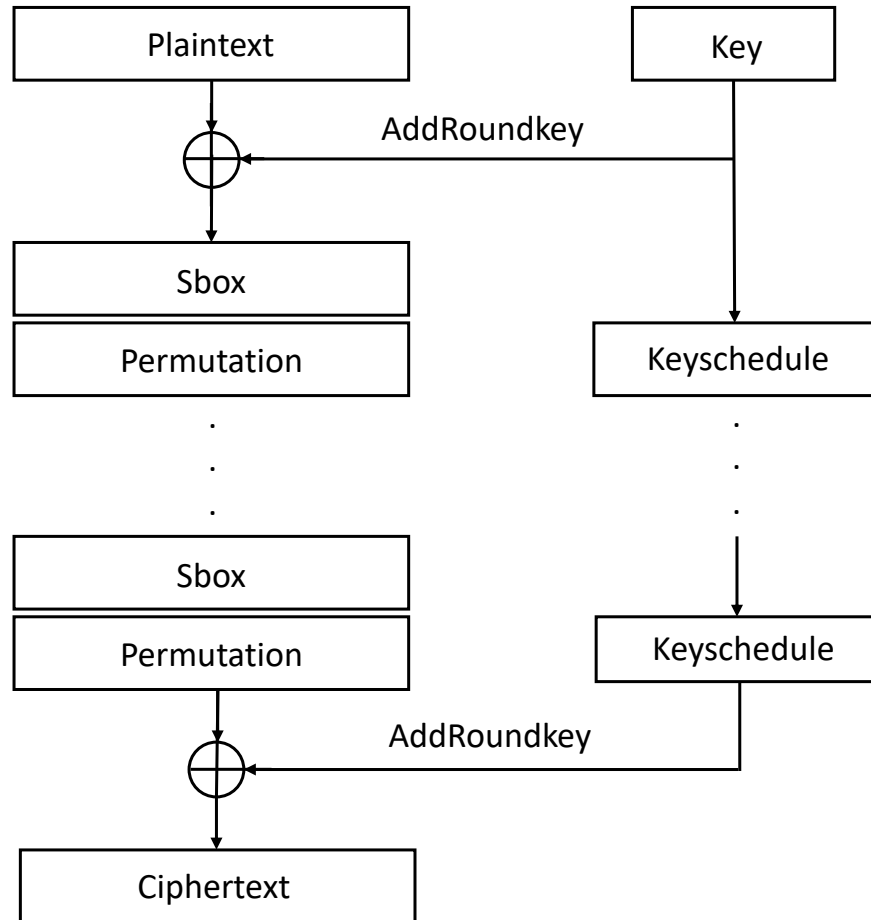 Plaintext
Key
AddRoundkey
Sbox
Permutation
Keyschedule
.
.
.
.
.
.
Sbox
Permutation
Keyschedule
AddRoundkey
Ciphertext